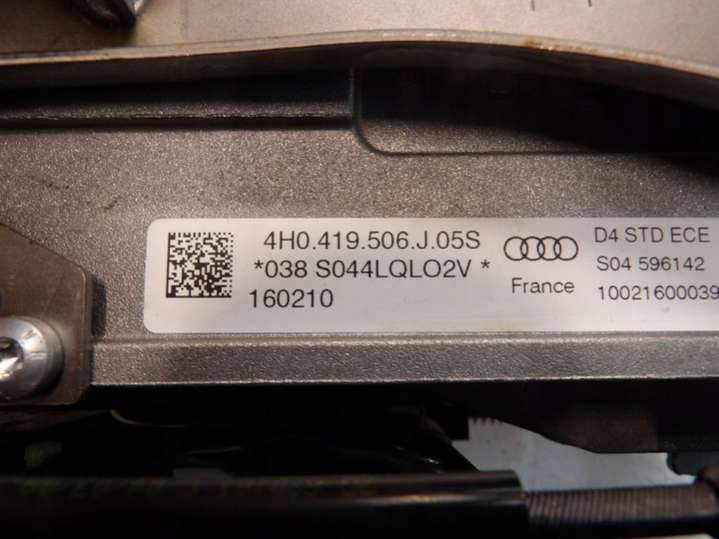 4H0.419.506.J.05S
*038 S044LQLO2V *
160210
France
D4 STD ECE
S04 596142
10021600039